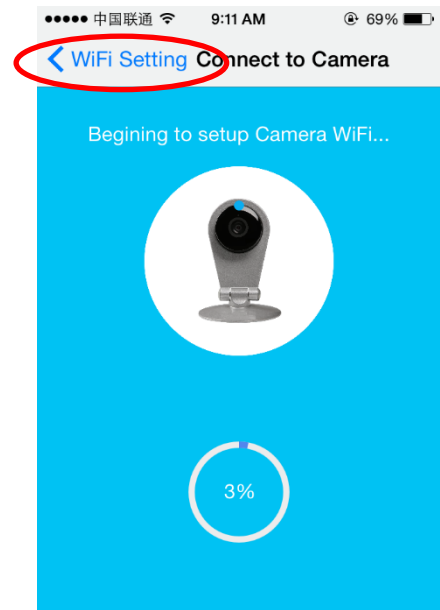 中国联通 9:11 AM 69%
WiFi Setting Connect to Camera
Begining to setup Camera WiFi...
3%